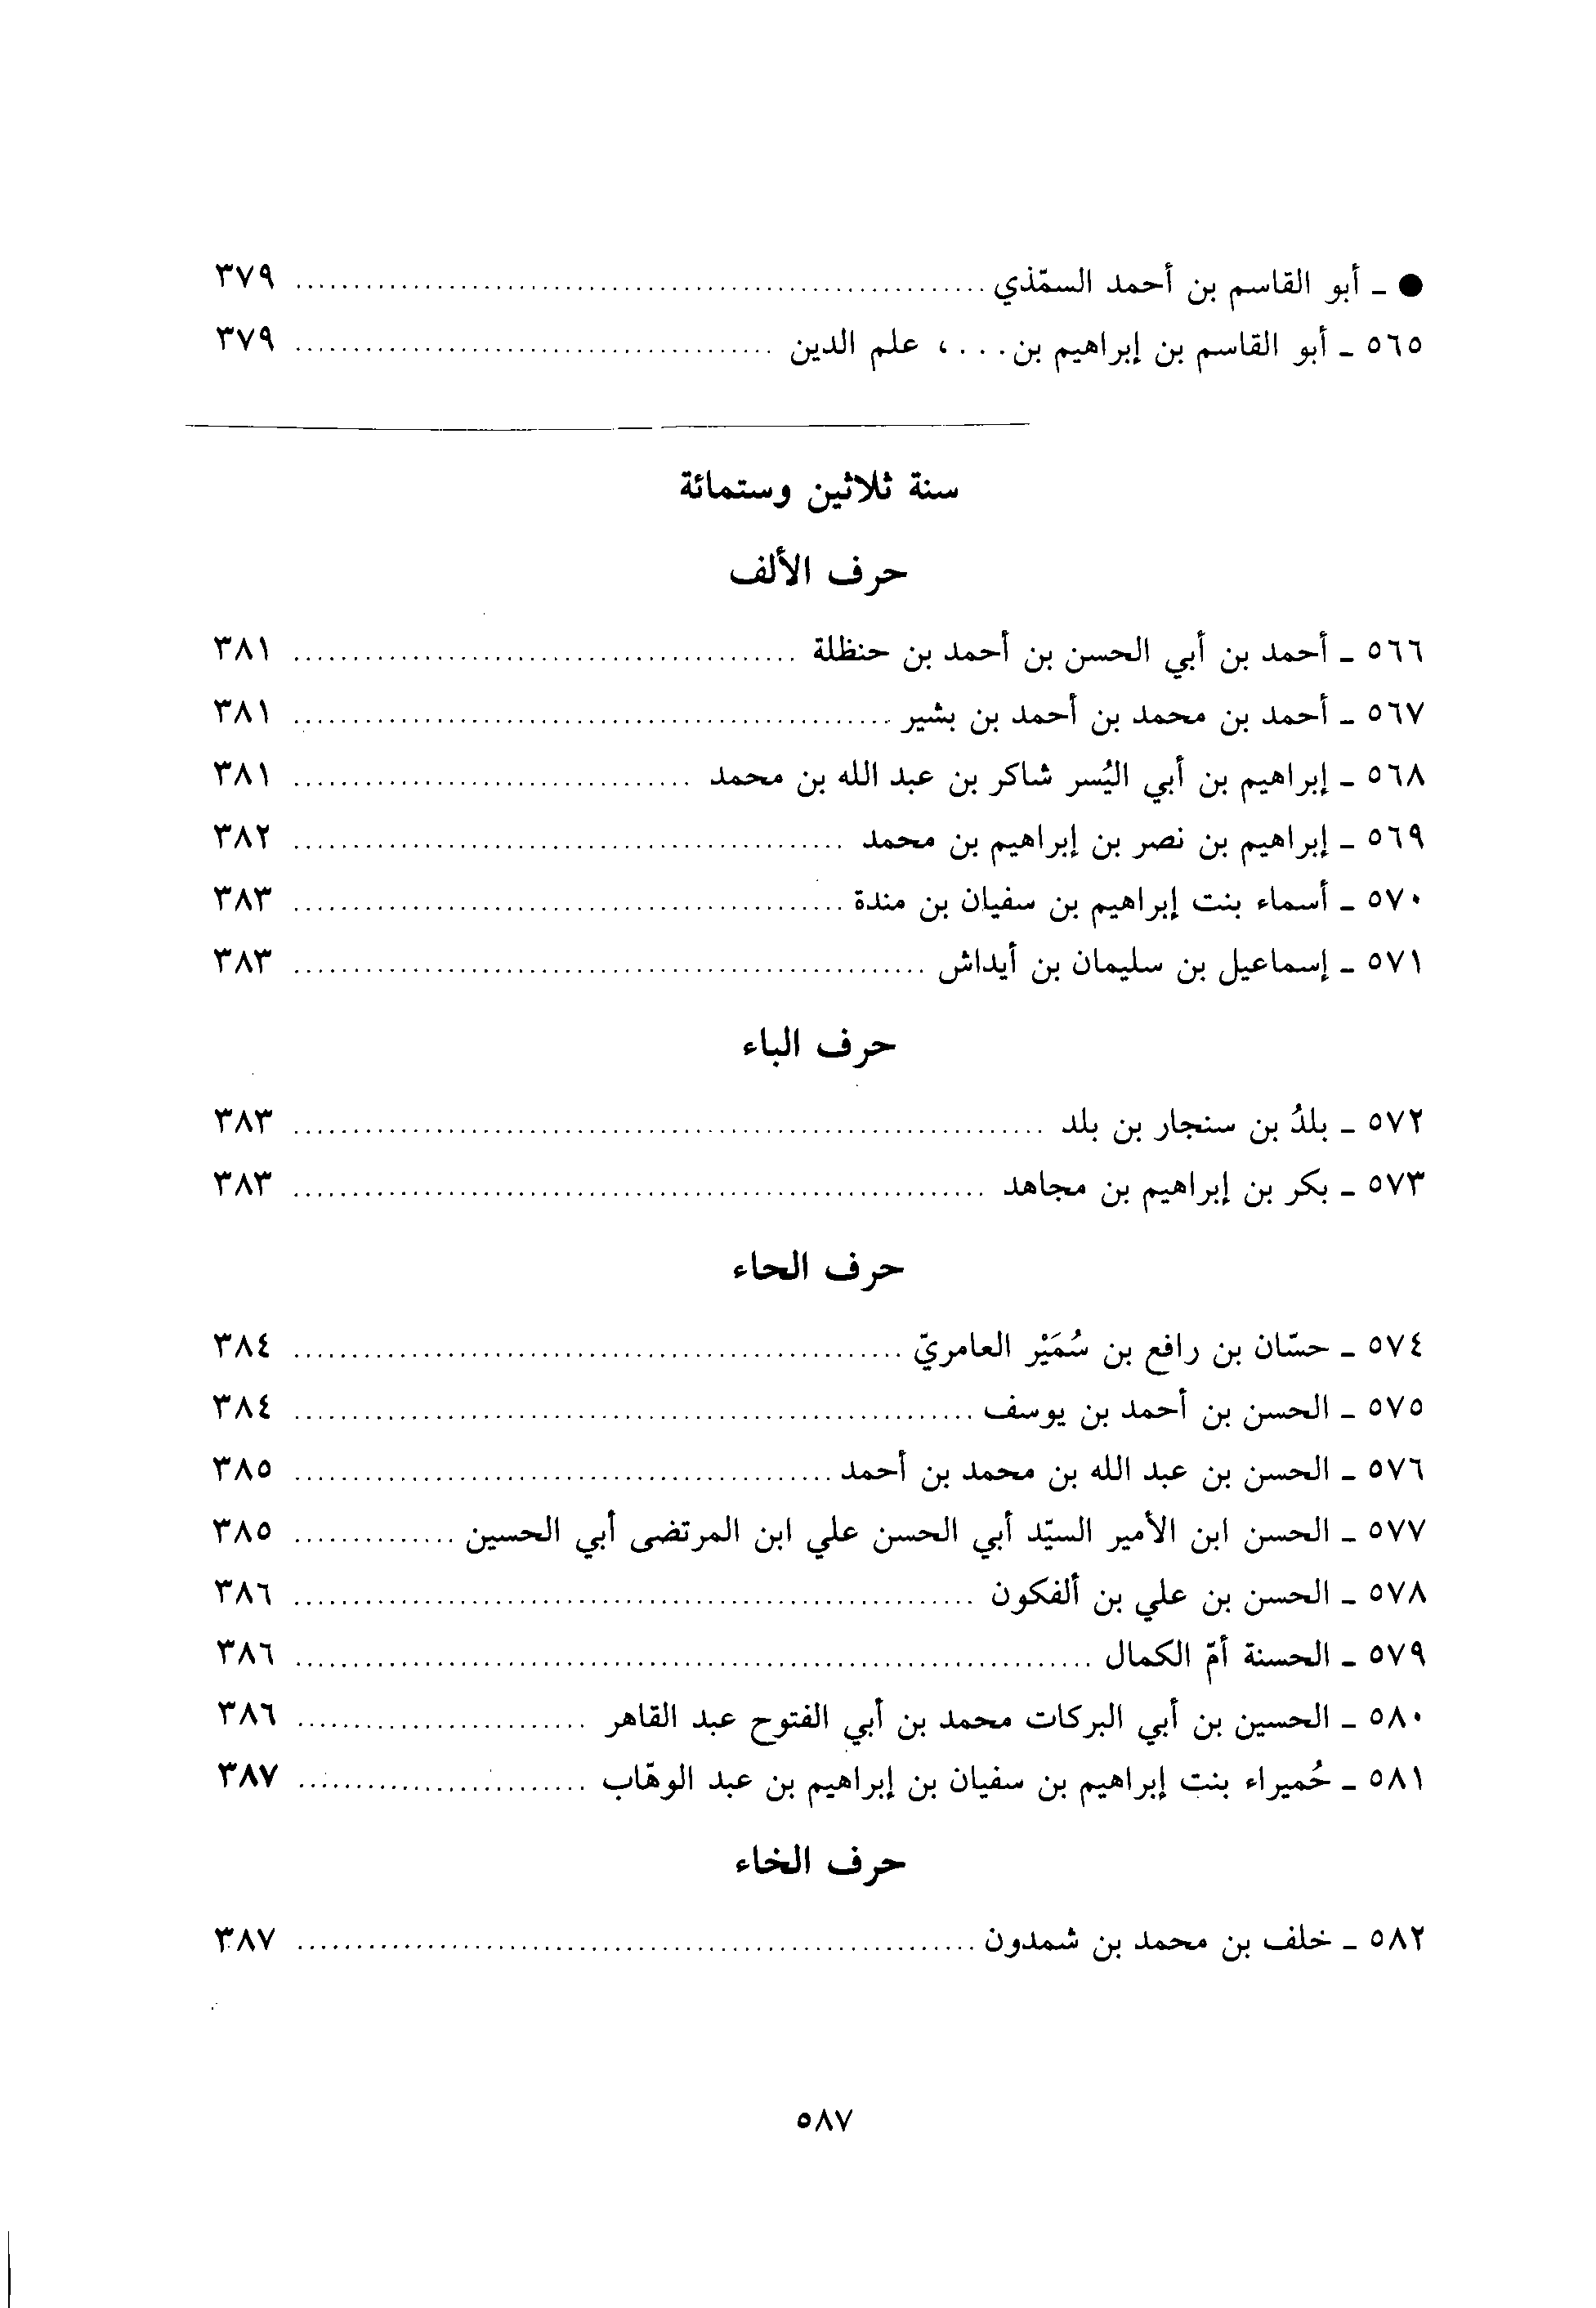 ● - أبو القاسم بن أحمد السمّذي ........................................ ٣٧٩
٥٦٥ - أبو القاسم بن إبراهيم بن...، علم الدين ........................................ ٣٧٩
سنة ثلاثين وستمائة
حرف الألف
٥٦٦ - أحمد بن أبي الحسن بن أحمد بن حنظلة ........................................ ٣٨١
٥٦٧ - أحمد بن محمد بن أحمد بن بشير ........................................ ٣٨١
٥٦٨ - إبراهيم بن أبي اليُسر شاكر بن عبد الله بن محمد ........................................ ٣٨١
٥٦٩ - إبراهيم بن نصر بن إبراهيم بن محمد ........................................ ٣٨٢
٥٧٠ - أسماء بنت إبراهيم بن سفيان بن مندة ........................................ ٣٨٣
٥٧١ - إسماعيل بن سليمان بن أيداش ........................................ ٣٨٣
حرف الباء
٥٧٢ - بلدُ بن سنجار بن بلد ........................................ ٣٨٣
٥٧٣ - بكر بن إبراهيم بن مجاهد ........................................ ٣٨٣
حرف الحاء
٥٧٤ - حسّان بن رافع بن سُمَيْر العامريّ ........................................ ٣٨٤
٥٧٥ - الحسن بن أحمد بن يوسف ........................................ ٣٨٤
٥٧٦ - الحسن بن عبد الله بن محمد بن أحمد ........................................ ٣٨٥
٥٧٧ - الحسن ابن الأمير السيّد أبي الحسن علي ابن المرتضى أبي الحسين .............. ٣٨٥
٥٧٨ - الحسن بن علي بن ألفكون ........................................ ٣٨٦
٥٧٩ - الحسنة أمّ الكمال ........................................ ٣٨٦
٥٨٠ - الحسين بن أبي البركات محمد بن أبي الفتوح عبد القاهر ......................... ٣٨٦
٥٨١ - حُميراء بنت إبراهيم بن سفيان بن إبراهيم بن عبد الوهّاب ......................... ٣٨٧
حرف الخاء
٥٨٢ - خلف بن محمد بن شمدون ........................................ ٣٨٧
٥٨٧